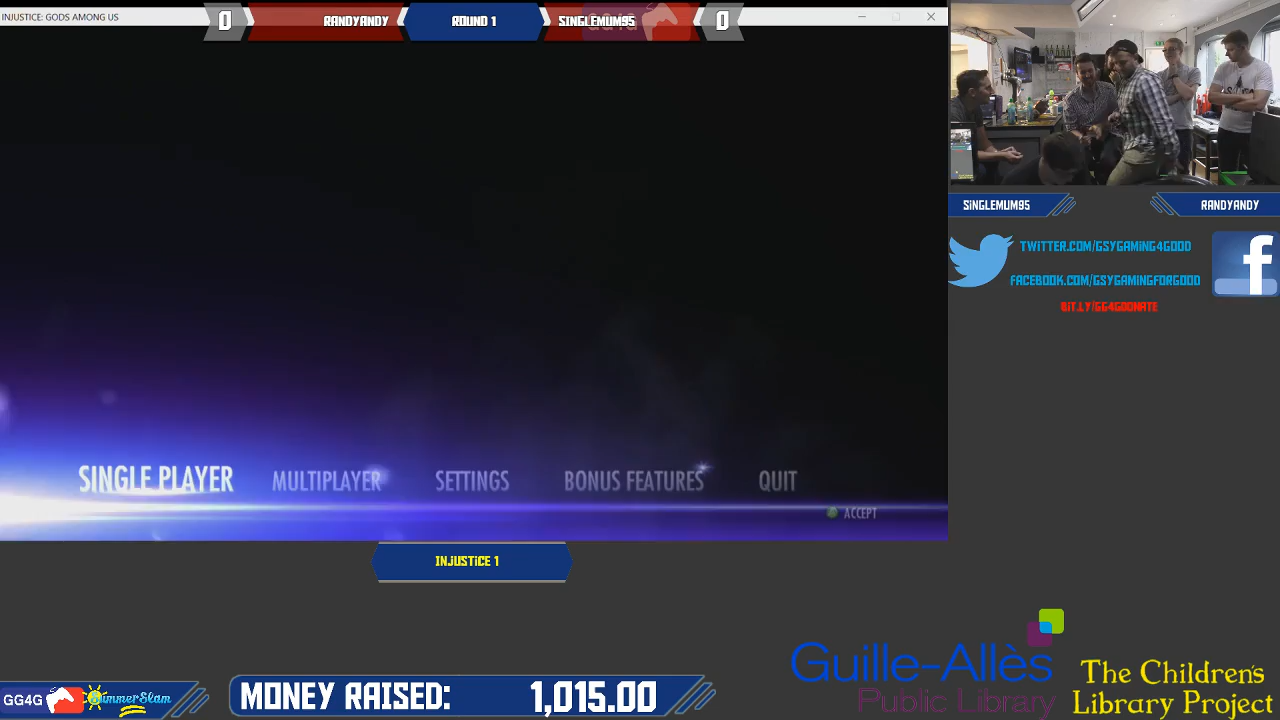 INJUSTICE: GODS AMONG US
0 RANDYANDY ROUND 1 SINGLEMUM95 0
SINGLEMUM95 RANDYANDY
TWITTER.COM/GSYGAMING4GOOD
FACEBOOK.COM/GSYGAMINGFORGOOD
BIT.LY/GG4GDONATE
SINGLE PLAYER MULTIPLAYER SETTINGS BONUS FEATURES QUIT
ACCEPT
INJUSTICE 1
GG4G SummerSlam
MONEY RAISED: 1,015.00
Guille-Allès
Public Library
The Children's
Library Project